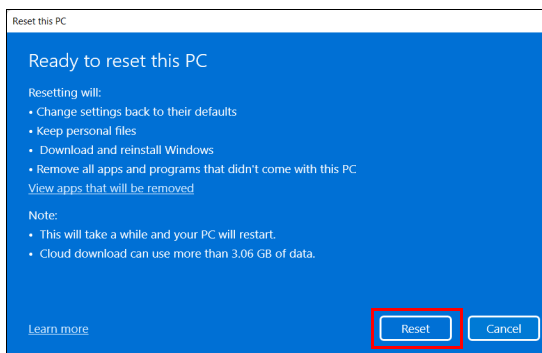 Reset this PC
Ready to reset this PC
Resetting will:
• Change settings back to their defaults
• Keep personal files
• Download and reinstall Windows
• Remove all apps and programs that didn't come with this PC
View apps that will be removed
Note:
• This will take a while and your PC will restart.
• Cloud download can use more than 3.06 GB of data.
Learn more
Reset
Cancel